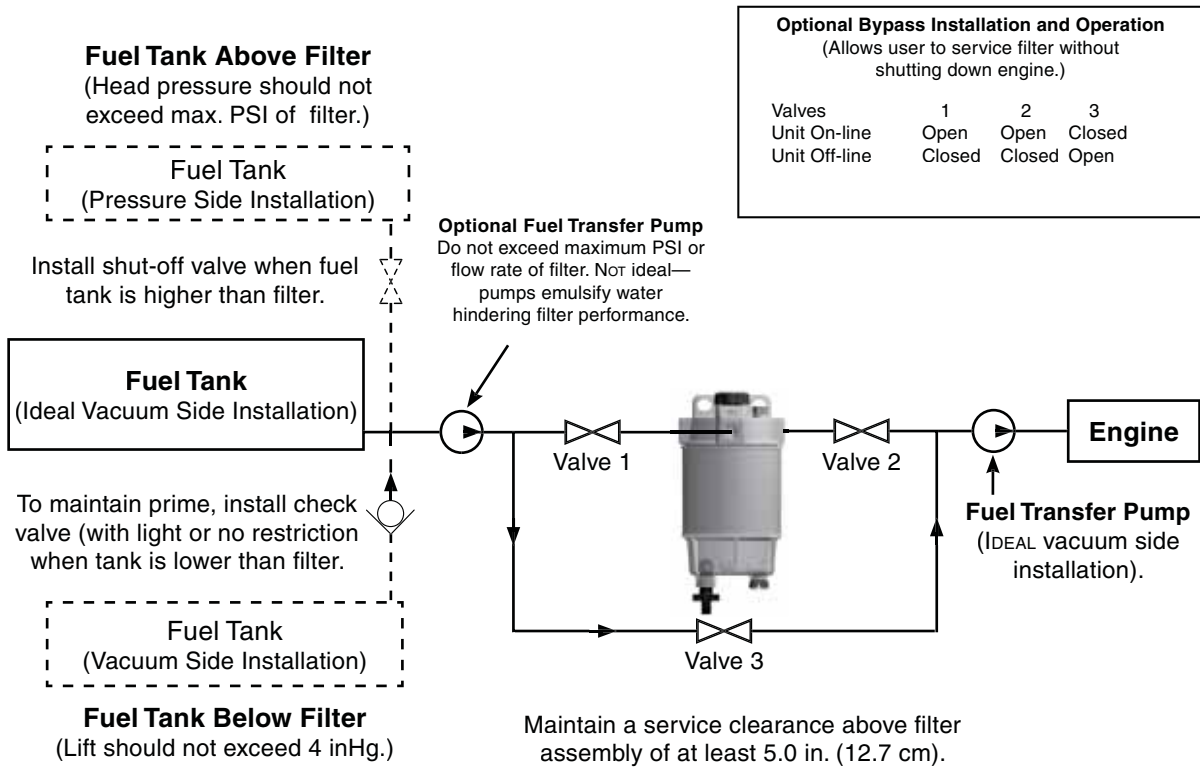 Fuel Tank Above Filter
(Head pressure should not
exceed max. PSI of filter.)
Fuel Tank
(Pressure Side Installation)
Install shut-off valve when fuel
tank is higher than filter.
Fuel Tank
(Ideal Vacuum Side Installation)
To maintain prime, install check
valve (with light or no restriction
when tank is lower than filter.
Fuel Tank
(Vacuum Side Installation)
Fuel Tank Below Filter
(Lift should not exceed 4 inHg.)
Optional Fuel Transfer Pump
Do not exceed maximum PSI or
flow rate of filter. NOT ideal—
pumps emulsify water
hindering filter performance.
Optional Bypass Installation and Operation
(Allows user to service filter without
shutting down engine.)
Valves 1 2 3
Unit On-line Open Open Closed
Unit Off-line Closed Closed Open
Valve 1
Valve 2
Valve 3
Engine
Fuel Transfer Pump
(IDEAL vacuum side
installation).
Maintain a service clearance above filter
assembly of at least 5.0 in. (12.7 cm).